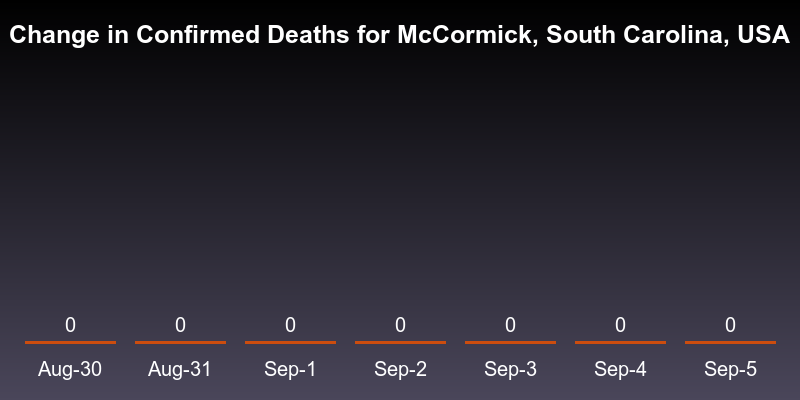 Change in Confirmed Deaths for McCormick, South Carolina, USA
0 0 0 0 0 0 0
Aug-30 Aug-31 Sep-1 Sep-2 Sep-3 Sep-4 Sep-5